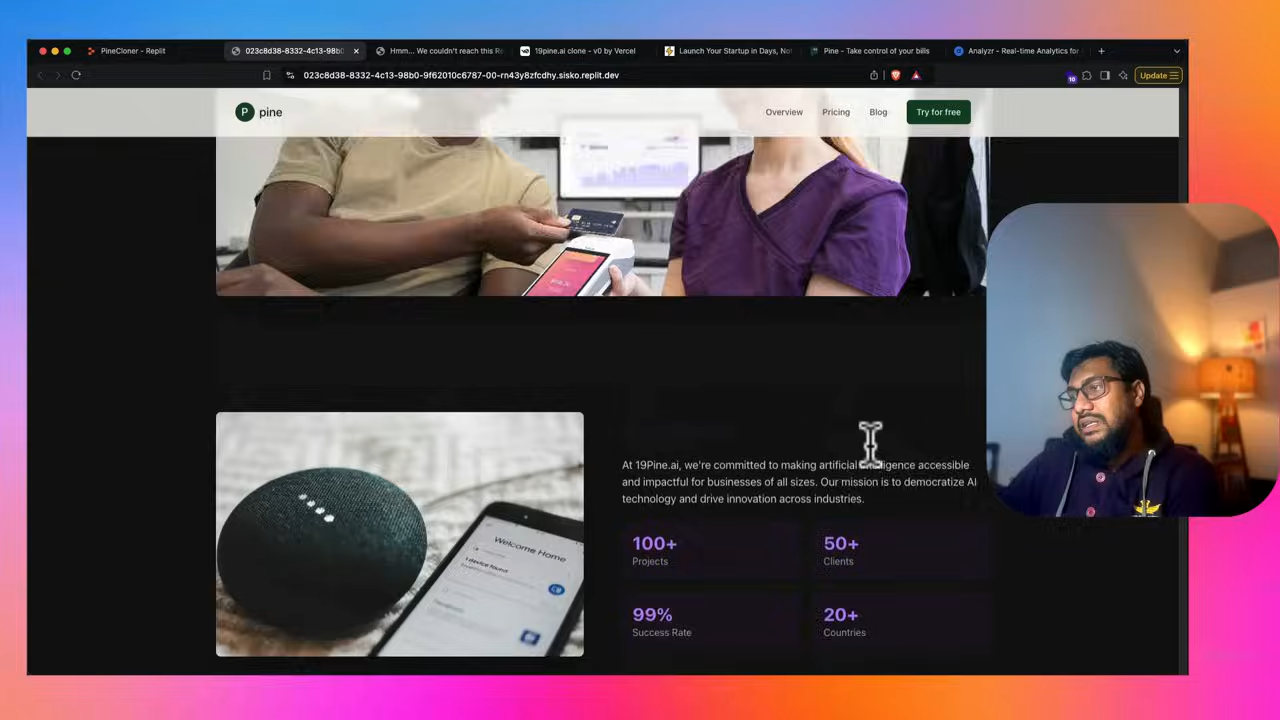 PineCloner - Replit
023c8d38-8332-4c13-98b0
Hmm... We couldn't reach this Re
19pine.ai clone - v0 by Vercel
Launch Your Startup in Days, Not
Pine - Take control of your bills
Analyzr - Real-time Analytics for
023c8d38-8332-4c13-98b0-9f62010c6787-00-rn43y8zfcdhy.sisko.replit.dev
10
Update
P pine
Overview
Pricing
Blog
Try for free
Welcome Home
1 device found
At 19Pine.ai, we're committed to making artificial intelligence accessible
and impactful for businesses of all sizes. Our mission is to democratize AI
technology and drive innovation across industries.
100+
Projects
50+
Clients
99%
Success Rate
20+
Countries